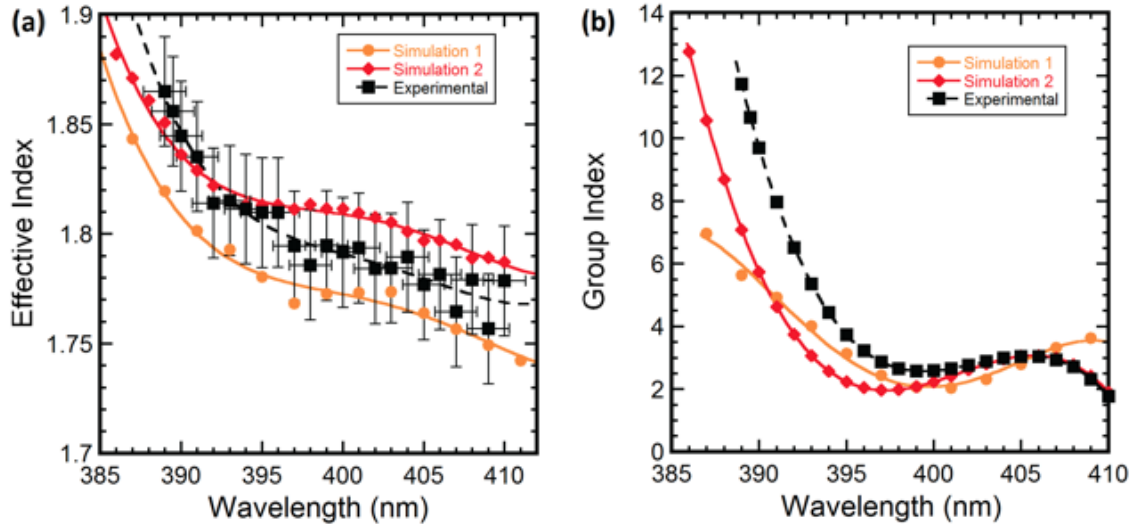 (a)
1.9
1.85
1.8
1.75
1.7
Effective Index
Simulation 1
Simulation 2
Experimental
385 390 395 400 405 410
Wavelength (nm)
(b)
14
12
10
8
6
4
2
0
Group Index
Simulation 1
Simulation 2
Experimental
385 390 395 400 405 410
Wavelength (nm)